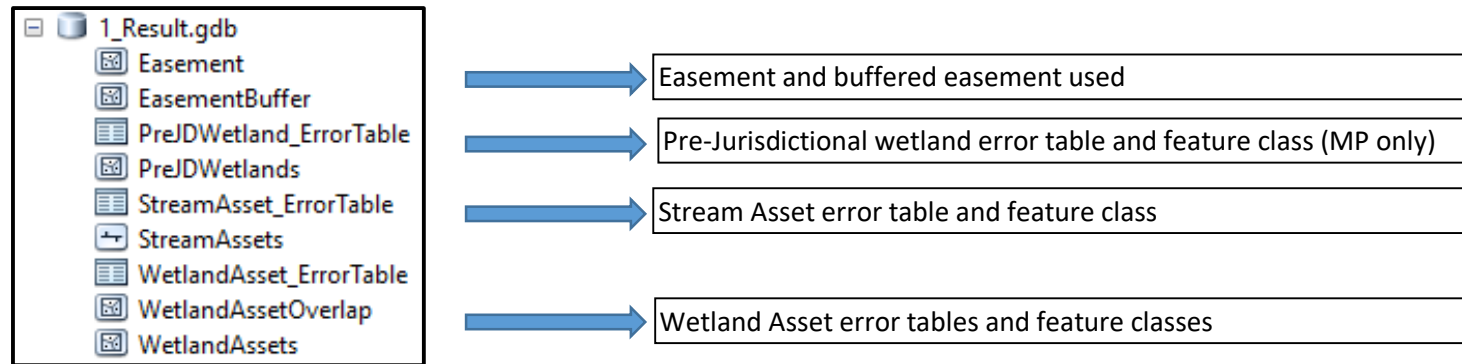 1_Result.gdb
Easement
EasementBuffer
PreJDWetland_ErrorTable
PreJDWetlands
StreamAsset_ErrorTable
StreamAssets
WetlandAsset_ErrorTable
WetlandAssetOverlap
WetlandAssets
Easement and buffered easement used
Pre-Jurisdictional wetland error table and feature class (MP only)
Stream Asset error table and feature class
Wetland Asset error tables and feature classes